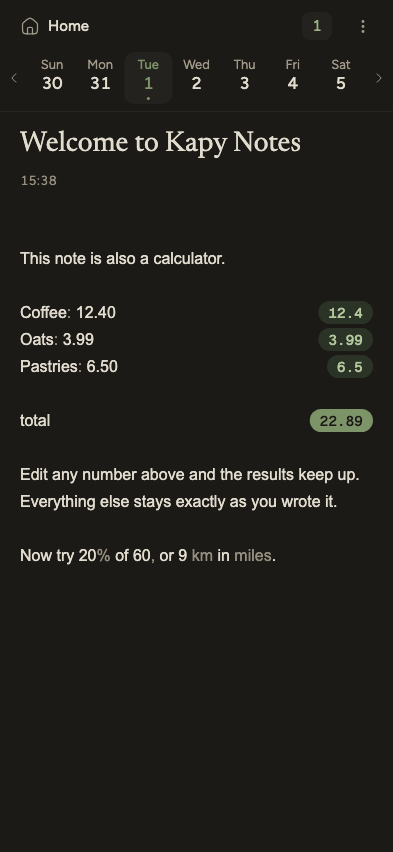 Home
1
Sun Mon Tue Wed Thu Fri Sat
30 31 1 2 3 4 5
Welcome to Kapy Notes
15:38
This note is also a calculator.
Coffee: 12.40 12.4
Oats: 3.99 3.99
Pastries: 6.50 6.5
total 22.89
Edit any number above and the results keep up.
Everything else stays exactly as you wrote it.
Now try 20% of 60, or 9 km in miles.